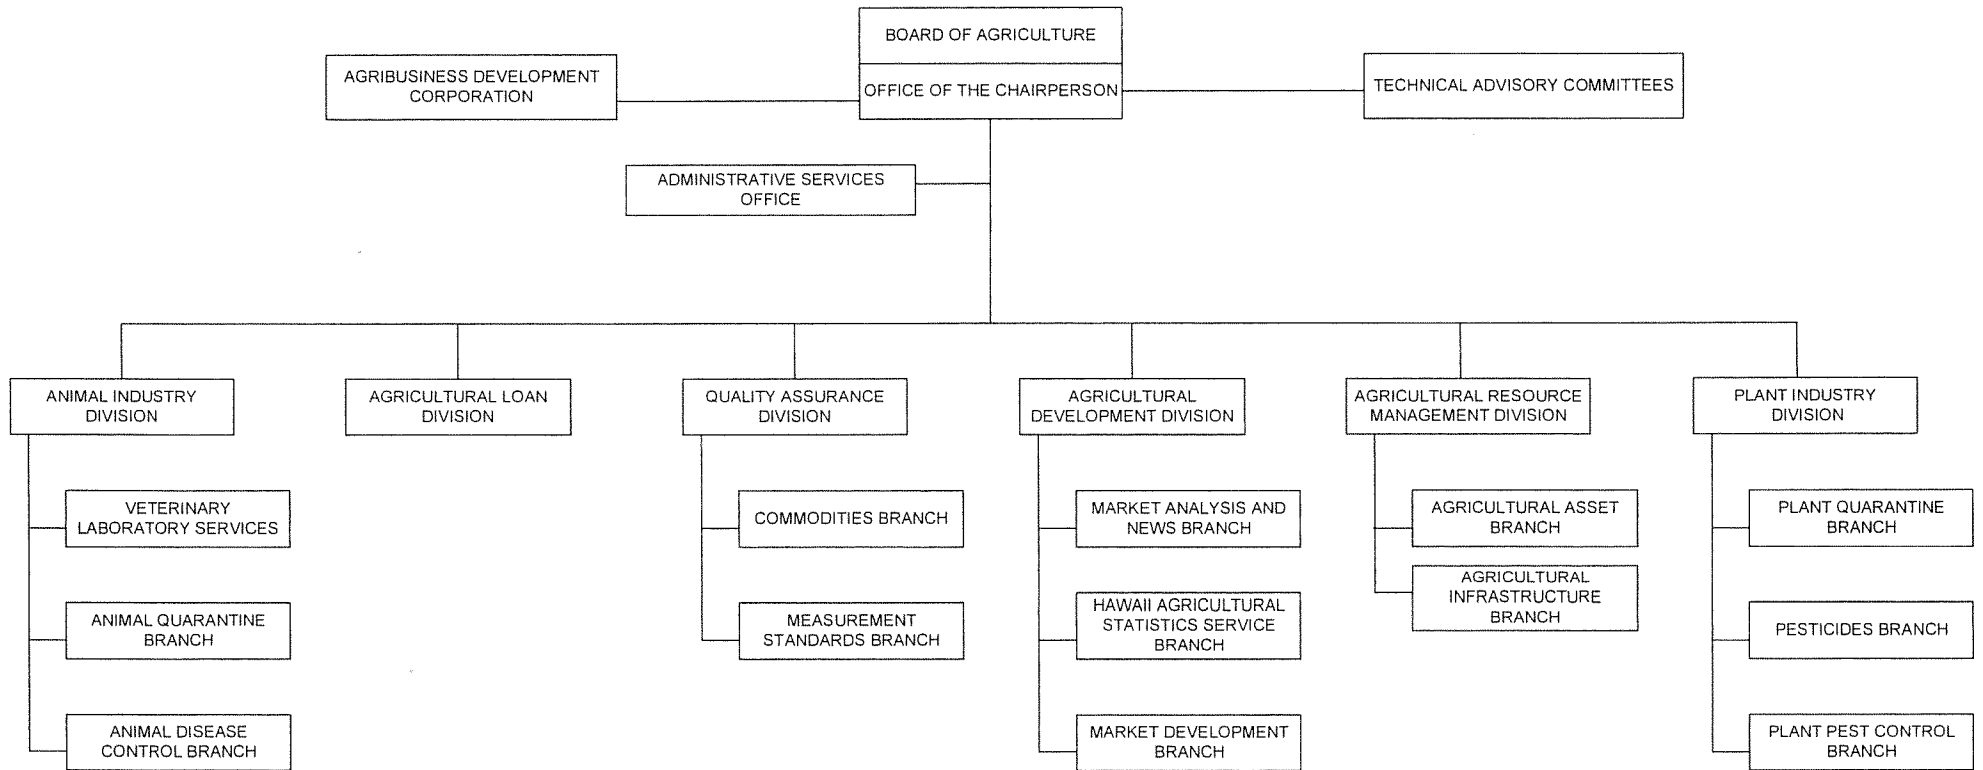 BOARD OF AGRICULTURE
OFFICE OF THE CHAIRPERSON
AGRIBUSINESS DEVELOPMENT
CORPORATION
TECHNICAL ADVISORY COMMITTEES
ADMINISTRATIVE SERVICES
OFFICE
ANIMAL INDUSTRY
DIVISION
AGRICULTURAL LOAN
DIVISION
QUALITY ASSURANCE
DIVISION
AGRICULTURAL
DEVELOPMENT DIVISION
AGRICULTURAL RESOURCE
MANAGEMENT DIVISION
PLANT INDUSTRY
DIVISION
VETERINARY
LABORATORY SERVICES
ANIMAL QUARANTINE
BRANCH
ANIMAL DISEASE
CONTROL BRANCH
COMMODITIES BRANCH
MEASUREMENT
STANDARDS BRANCH
MARKET ANALYSIS AND
NEWS BRANCH
HAWAII AGRICULTURAL
STATISTICS SERVICE
BRANCH
MARKET DEVELOPMENT
BRANCH
AGRICULTURAL ASSET
BRANCH
AGRICULTURAL
INFRASTRUCTURE
BRANCH
PLANT QUARANTINE
BRANCH
PESTICIDES BRANCH
PLANT PEST CONTROL
BRANCH